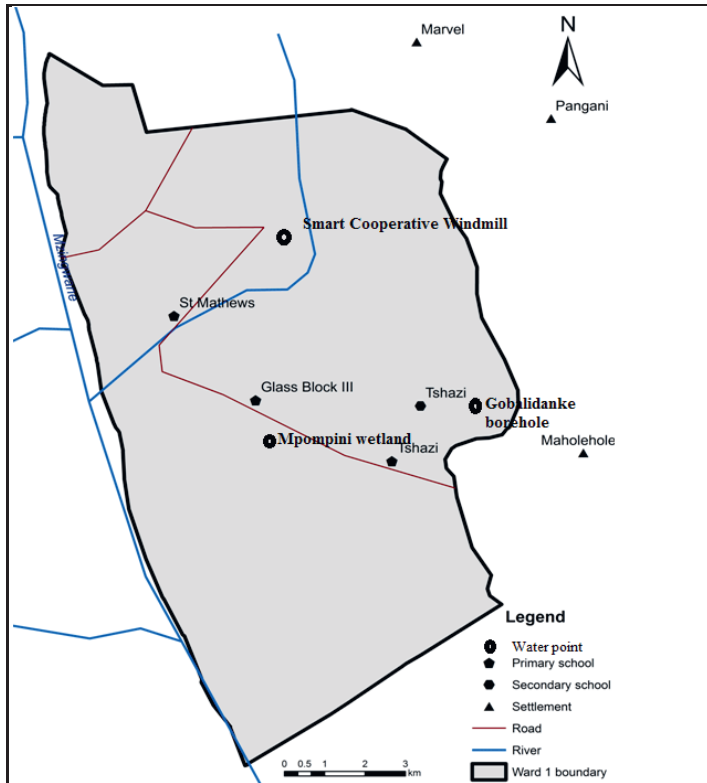 Marvel
N
Pangani
Smart Cooperative Windmill
Mzingwane
St Mathews
Glass Block III
Tshazi
Gobalidanke
borehole
Mpompini wetland
Maholehole
Tshazi
Legend
Water point
Primary school
Secondary school
Settlement
Road
River
Ward 1 boundary
0 0.5 1 2 3
km